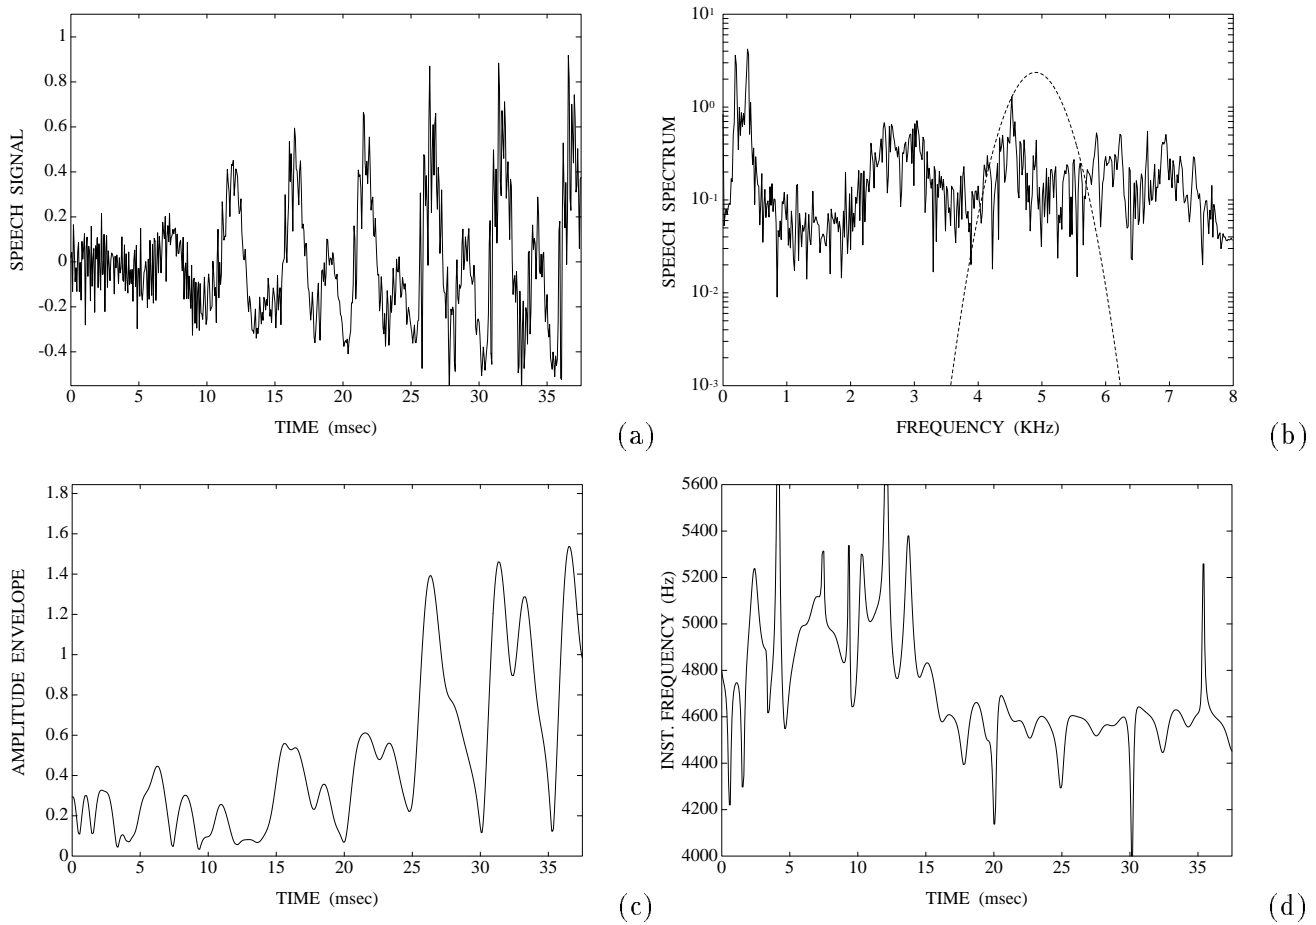 SPEECH SIGNAL
1
0.8
0.6
0.4
0.2
0
-0.2
-0.4
0 5 10 15 20 25 30 35
TIME (msec)
(a)
SPEECH SPECTRUM
10¹
10⁰
10⁻¹
10⁻²
10⁻³
0 1 2 3 4 5 6 7 8
FREQUENCY (KHz)
(b)
AMPLITUDE ENVELOPE
1.8
1.6
1.4
1.2
1
0.8
0.6
0.4
0.2
0
0 5 10 15 20 25 30 35
TIME (msec)
(c)
INST. FREQUENCY (Hz)
5600
5400
5200
5000
4800
4600
4400
4200
4000
0 5 10 15 20 25 30 35
TIME (msec)
(d)